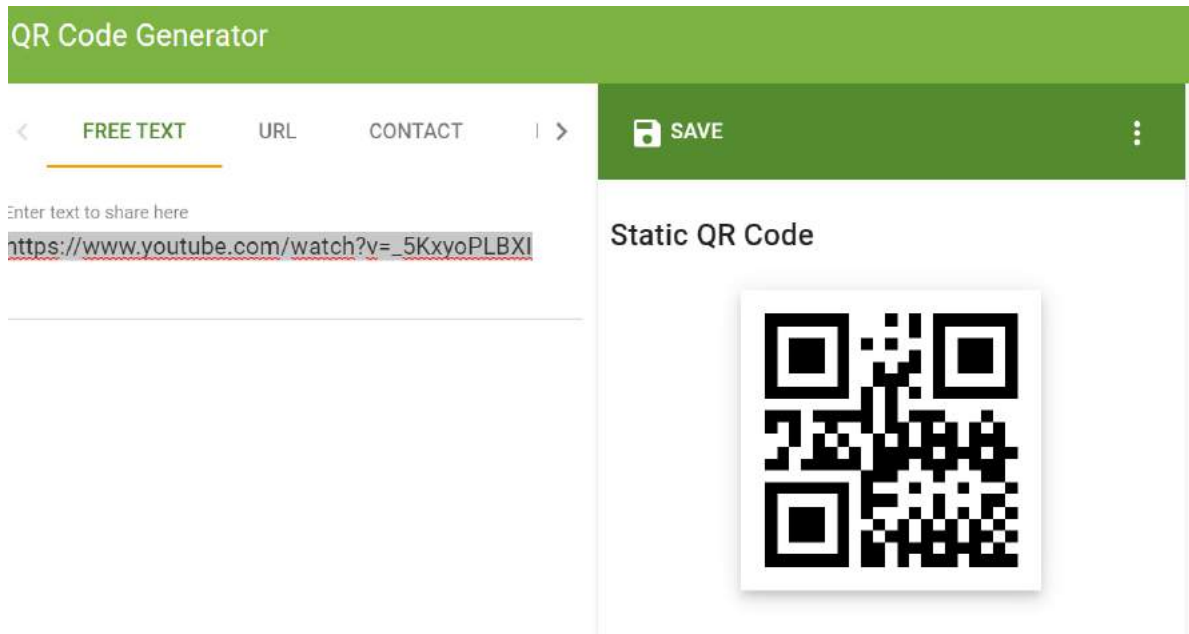 QR Code Generator
FREE TEXT URL CONTACT
SAVE
Enter text to share here
https://www.youtube.com/watch?v=_5KxyoPLBXI
Static QR Code